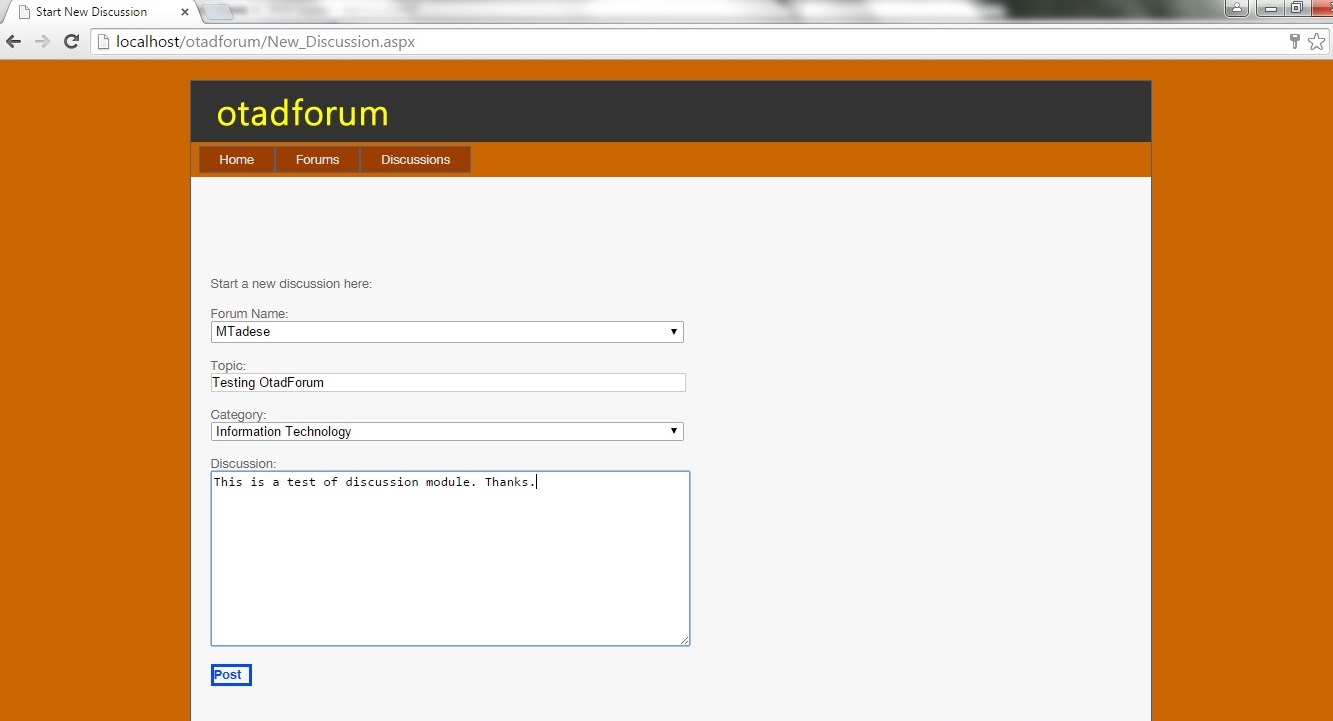 Start New Discussion
localhost/otadforum/New_Discussion.aspx
otadforum
Home Forums Discussions
Start a new discussion here:
Forum Name:
MTadese
Topic:
Testing OtadForum
Category:
Information Technology
Discussion:
This is a test of discussion module. Thanks.
Post